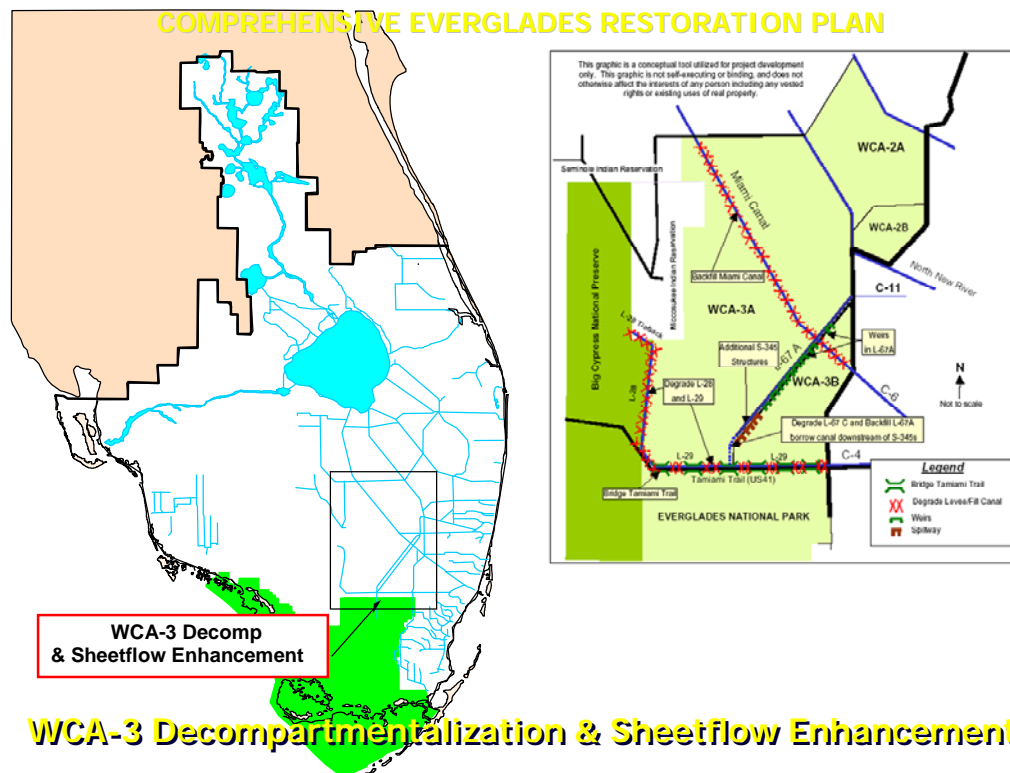 COMPREHENSIVE EVERGLADES RESTORATION PLAN
This graphic is a conceptual tool utilized for project development
only. This graphic is not self-executing or binding, and does not
otherwise affect the interests of any person including any vested
rights or existing uses of real property.
WCA-2A
Seminole Indian Reservation
Miami Canal
WCA-2B
Miccosukee Indian Reservation
Backfill Miami Canal
North New River
C-11
Big Cypress National Preserve
WCA-3A
L-28 Tieback
Additional S-345
Structures
L-67 A
Weirs
in L-67A
WCA-3B
N
Not to scale
L-28
Degrade L-28
and L-29
C-6
Degrade L-67 C and Backfill L-67A
borrow canal downstream of S-345s
L-29
L-29
C-4
Tamiami Trail (US41)
Bridge Tamiami Trail
EVERGLADES NATIONAL PARK
Legend
Bridge Tamiami Trail
Degrade Levee/Fill Canal
Weirs
Spillway
WCA-3 Decomp
& Sheetflow Enhancement
WCA-3 Decompartmentalization & Sheetflow Enhancement